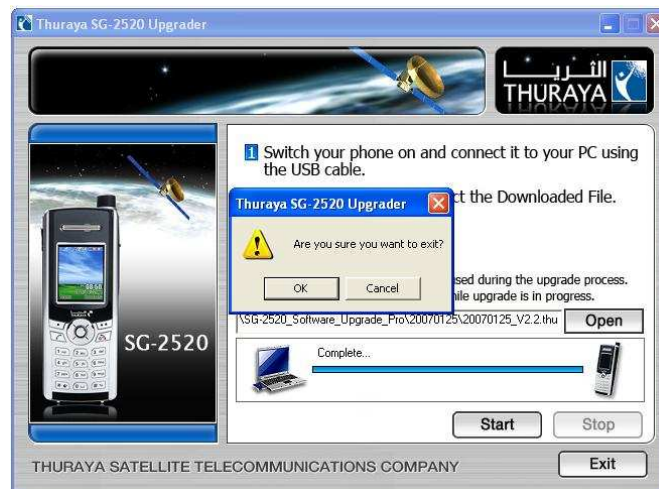 Thuraya SG-2520 Upgrader
الثريا
THURAYA
1 Switch your phone on and connect it to your PC using
the USB cable.
ct the Downloaded File.
Thuraya SG-2520 Upgrader
Are you sure you want to exit?
OK Cancel
sed during the upgrade process.
ile upgrade is in progress.
\SG-2520_Software_Upgrade_Pro\20070125\20070125_V2.2.thu Open
SG-2520
Complete...
Start Stop
THURAYA SATELLITE TELECOMMUNICATIONS COMPANY Exit